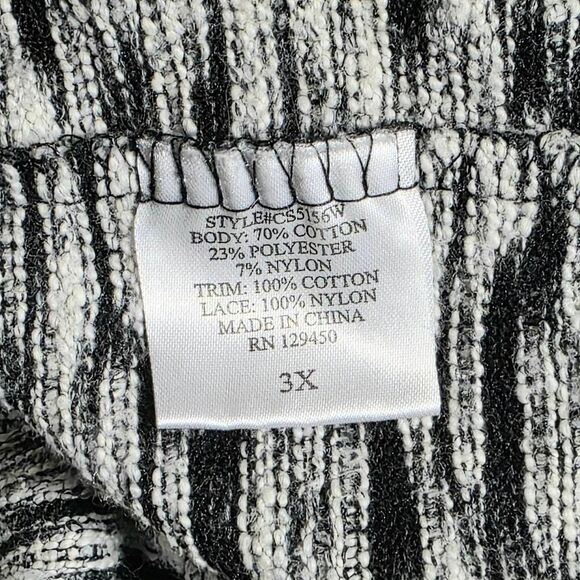 STYLE#CS5156W
BODY: 70% COTTON
23% POLYESTER
7% NYLON
TRIM: 100% COTTON
LACE: 100% NYLON
MADE IN CHINA
RN 129450
3X